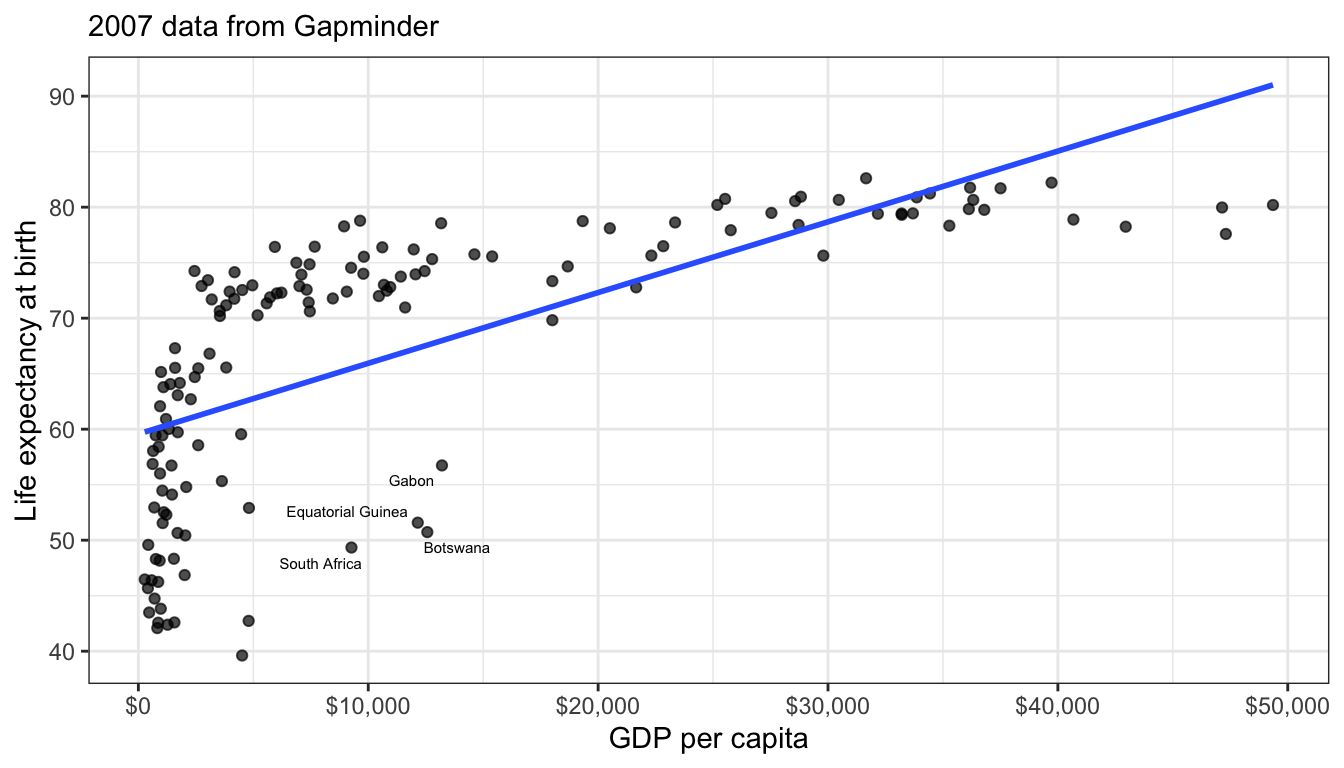 2007 data from Gapminder
Life expectancy at birth
90
80
70
60
50
40
Gabon
Equatorial Guinea
Botswana
South Africa
$0
$10,000
$20,000
$30,000
$40,000
$50,000
GDP per capita